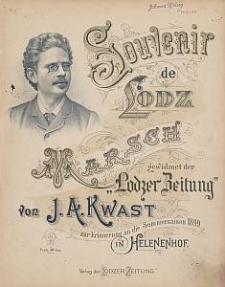 Souvenir
de
Lodz
Marsch
gewidmet der
„Lodzer Zeitung"
von J. A. Kwast
zur Erinnerung an die Sommersaison 1899
in Helenenhof.
Verlag der "Lodzer Zeitung"